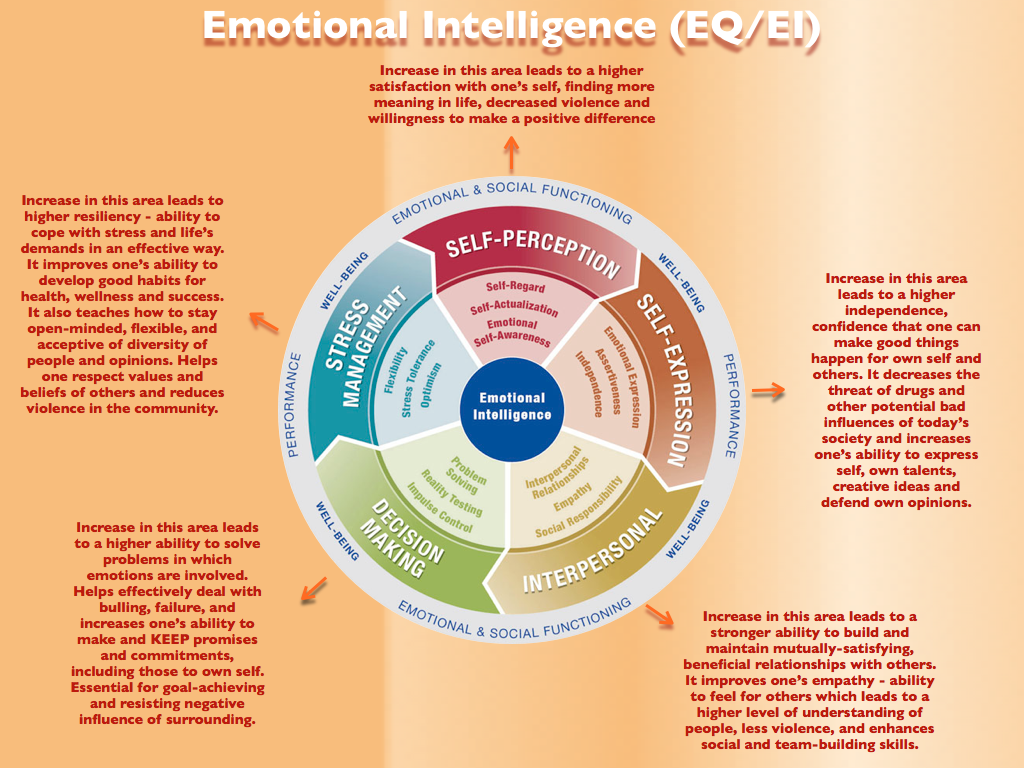 Emotional Intelligence (EQ/EI)
Increase in this area leads to a higher
satisfaction with one's self, finding more
meaning in life, decreased violence and
willingness to make a positive difference
Increase in this area leads to
higher resiliency - ability to
cope with stress and life's
demands in an effective way.
It improves one's ability to
develop good habits for
health, wellness and success.
It also teaches how to stay
open-minded, flexible, and
acceptive of diversity of
people and opinions. Helps
one respect values and
beliefs of others and reduces
violence in the community.
EMOTIONAL & SOCIAL FUNCTIONING
WELL-BEING
PERFORMANCE
WELL-BEING
EMOTIONAL & SOCIAL FUNCTIONING
WELL-BEING
PERFORMANCE
WELL-BEING
SELF-PERCEPTION
Self-Regard
Self-Actualization
Emotional
Self-Awareness
SELF-EXPRESSION
Emotional Expression
Assertiveness
Independence
INTERPERSONAL
Interpersonal
Relationships
Empathy
Social Responsibility
DECISION
MAKING
Problem
Solving
Reality Testing
Impulse Control
STRESS
MANAGEMENT
Flexibility
Stress Tolerance
Optimism
Emotional
Intelligence
Increase in this area
leads to a higher
independence,
confidence that one can
make good things
happen for own self and
others. It decreases the
threat of drugs and
other potential bad
influences of today's
society and increases
one's ability to express
self, own talents,
creative ideas and
defend own opinions.
Increase in this area leads
to a higher ability to solve
problems in which
emotions are involved.
Helps effectively deal with
bulling, failure, and
increases one's ability to
make and KEEP promises
and commitments,
including those to own self.
Essential for goal-achieving
and resisting negative
influence of surrounding.
Increase in this area leads to a
stronger ability to build and
maintain mutually-satisfying,
beneficial relationships with others.
It improves one's empathy - ability
to feel for others which leads to a
higher level of understanding of
people, less violence, and enhances
social and team-building skills.